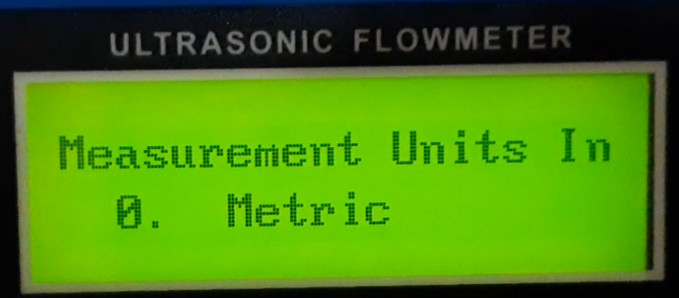 ULTRASONIC FLOWMETER
Measurement Units In
0. Metric